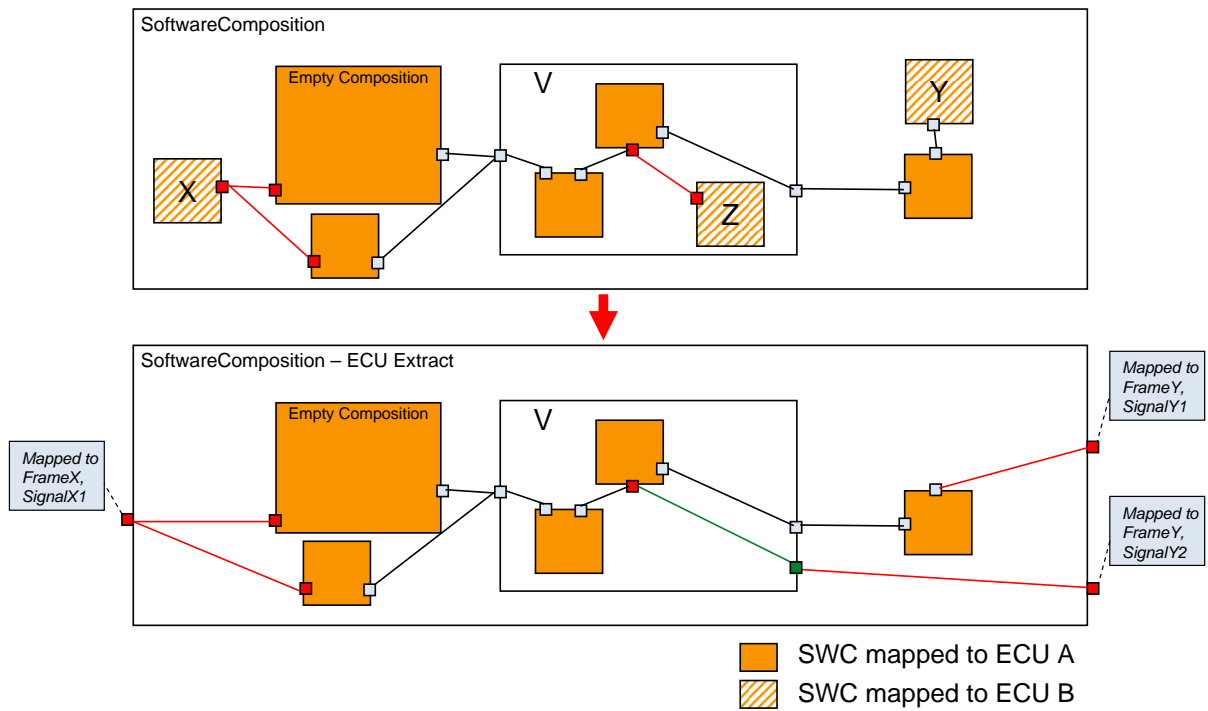 SoftwareComposition
Empty Composition
V
Y
X
Z
SoftwareComposition – ECU Extract
Mapped to
FrameY,
SignalY1
Empty Composition
V
Mapped to
FrameX,
SignalX1
Mapped to
FrameY,
SignalY2
SWC mapped to ECU A
SWC mapped to ECU B